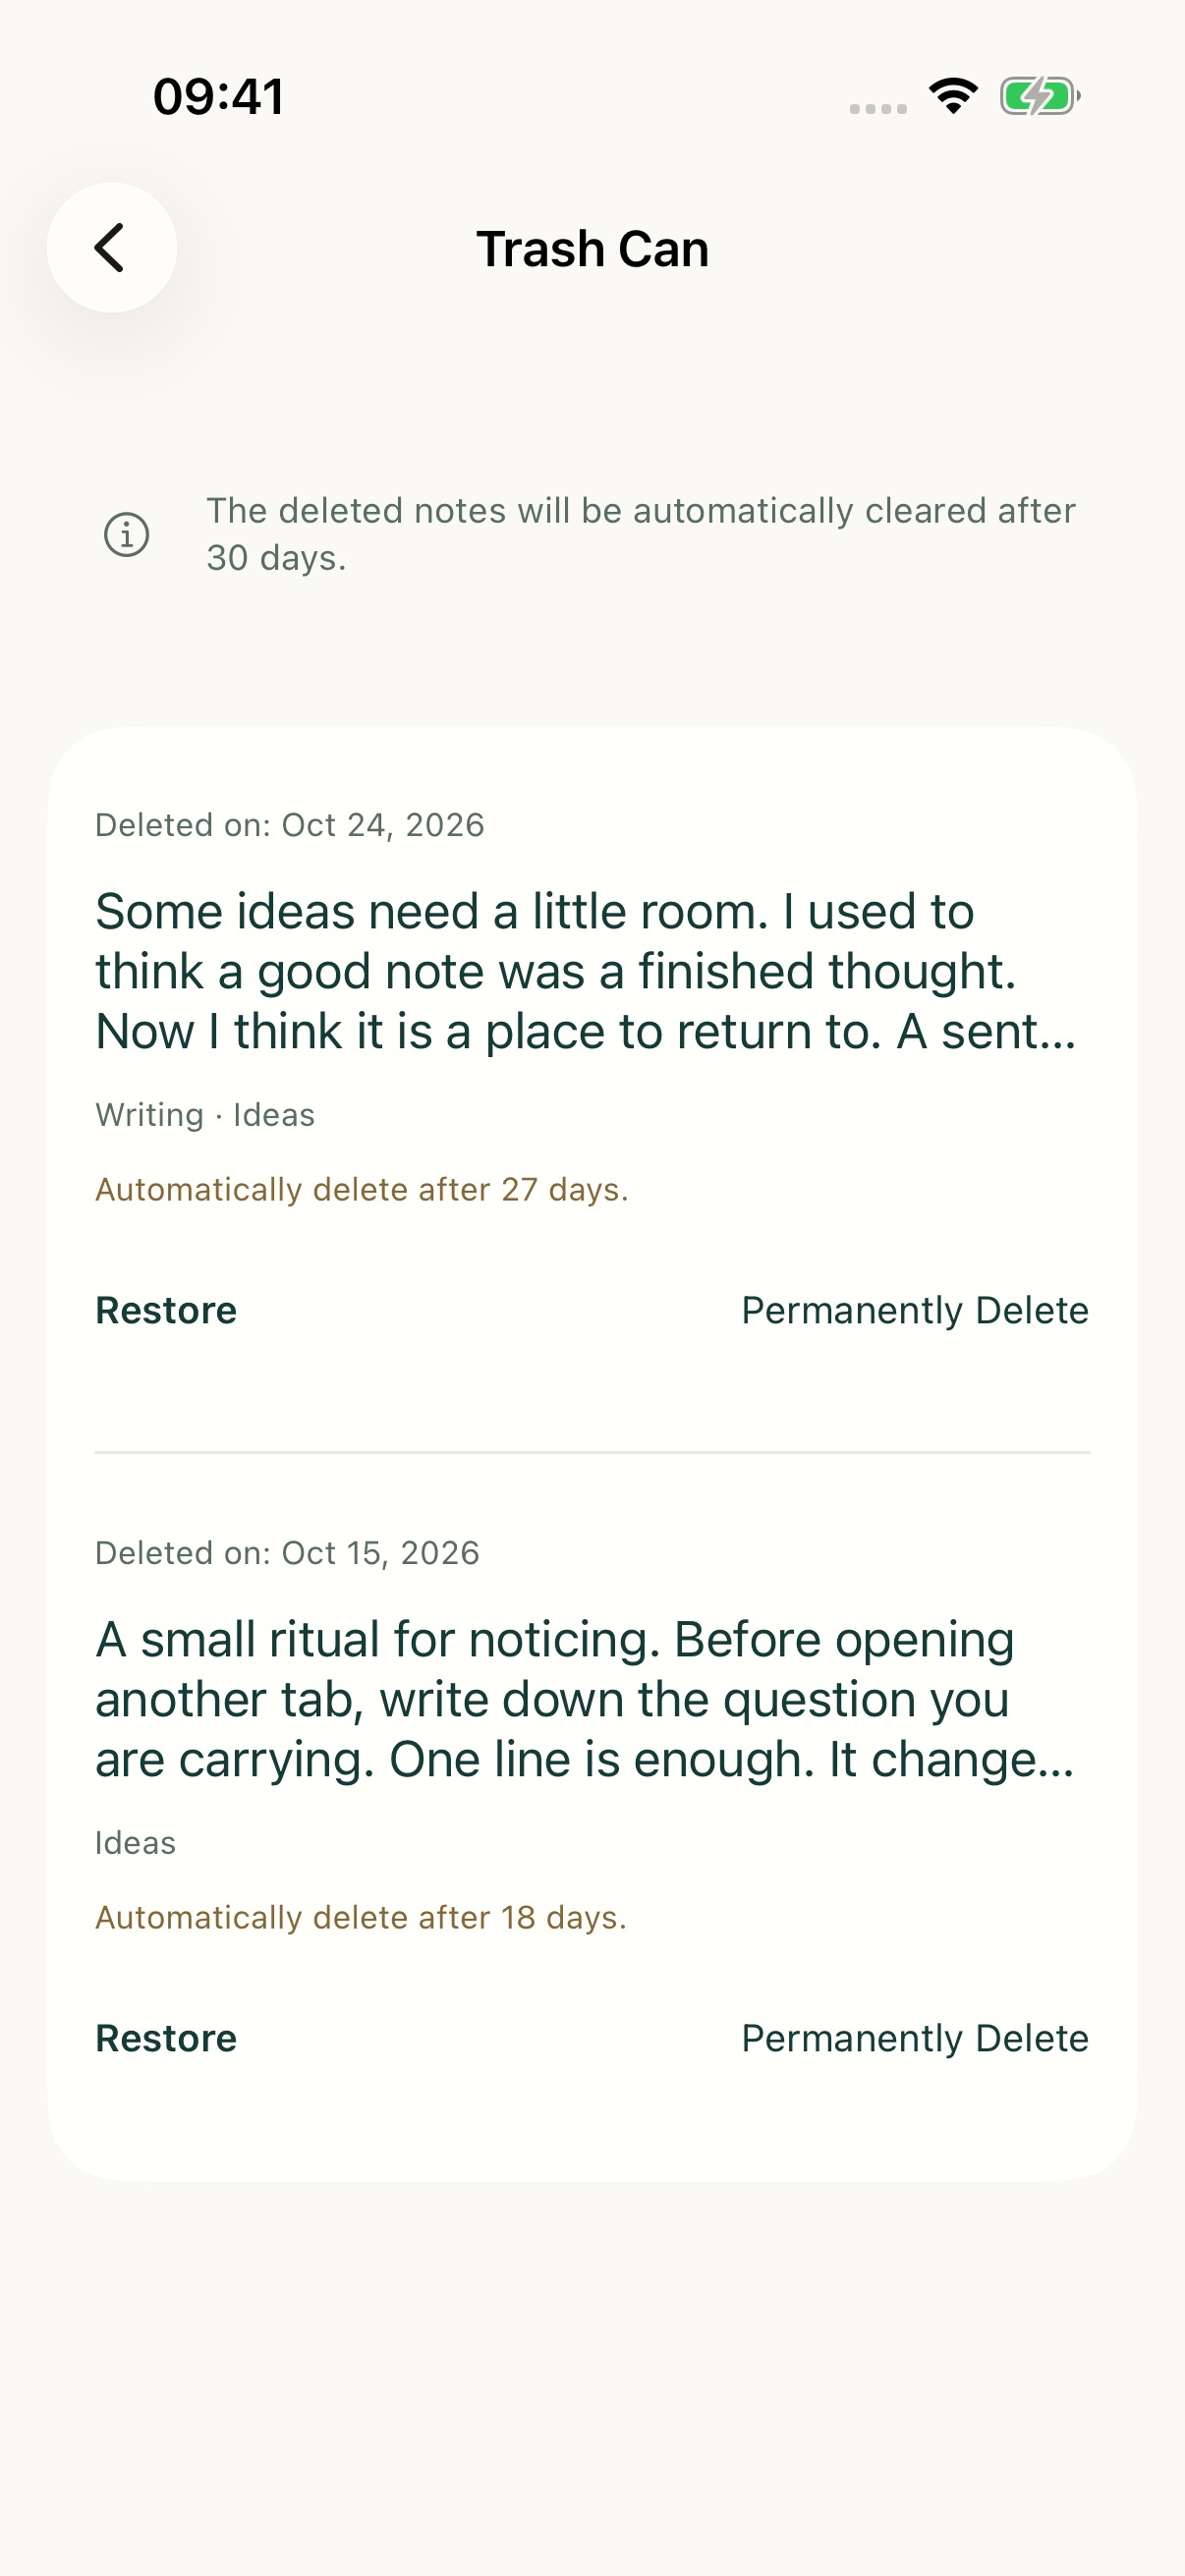 09:41
Trash Can
The deleted notes will be automatically cleared after
30 days.
Deleted on: Oct 24, 2026
Some ideas need a little room. I used to
think a good note was a finished thought.
Now I think it is a place to return to. A sent...
Writing · Ideas
Automatically delete after 27 days.
Restore
Permanently Delete
Deleted on: Oct 15, 2026
A small ritual for noticing. Before opening
another tab, write down the question you
are carrying. One line is enough. It change...
Ideas
Automatically delete after 18 days.
Restore
Permanently Delete